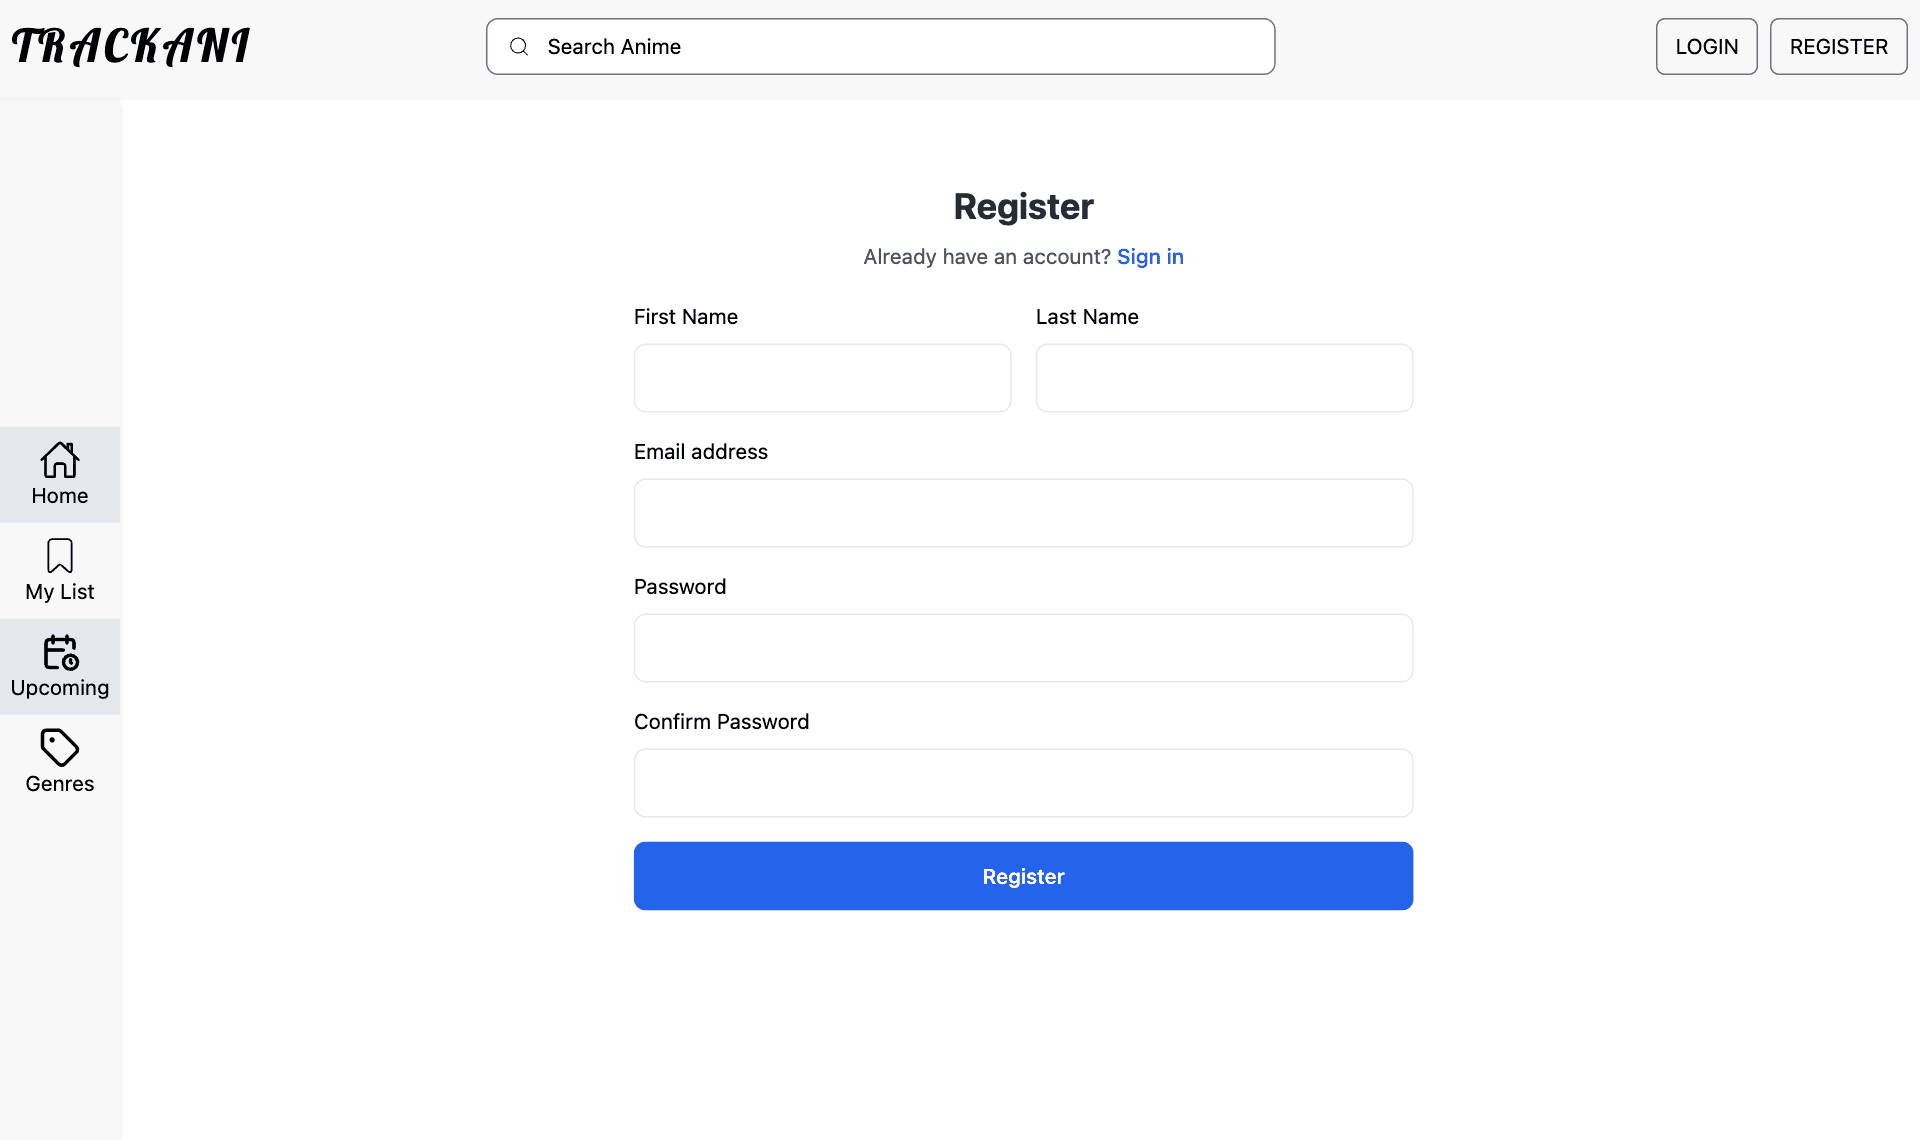 TRACKANI
Search Anime
LOGIN
REGISTER
Home
My List
Upcoming
Genres
Register
Already have an account? Sign in
First Name
Last Name
Email address
Password
Confirm Password
Register